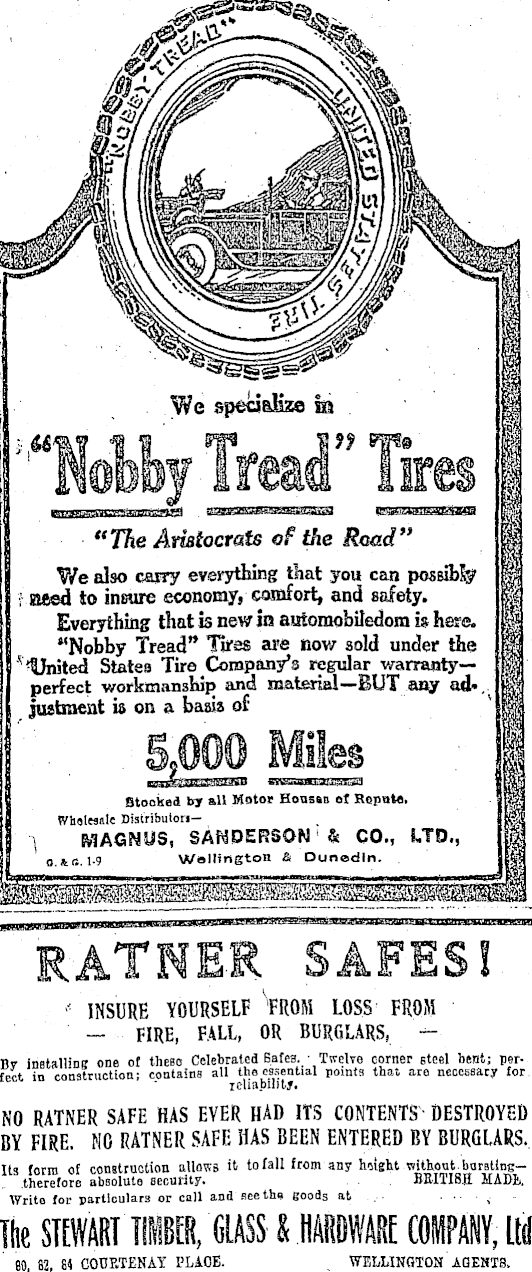 "NOBBY TREAD"
UNITED STATES TIRE
We specialize in
"Nobby Tread" Tires
"The Aristocrats of the Road"
We also carry everything that you can possibly
need to insure economy, comfort, and safety.
Everything that is new in automobiledom is here.
"Nobby Tread" Tires are now sold under the
United States Tire Company's regular warranty—
perfect workmanship and material—BUT any ad-
justment is on a basis of
5,000 Miles
Stocked by all Motor Houses of Repute.
Wholesale Distributors—
MAGNUS, SANDERSON & CO., LTD.,
G. & G. 1-9 Wellington & Dunedin.
RATNER SAFES!
INSURE YOURSELF FROM LOSS FROM
— FIRE, FALL, OR BURGLARS, —
By installing one of these Celebrated Safes. Twelve corner steel bent; per-
fect in construction; contains all the essential points that are necessary for
reliability.
NO RATNER SAFE HAS EVER HAD ITS CONTENTS DESTROYED
BY FIRE. NO RATNER SAFE HAS BEEN ENTERED BY BURGLARS.
Its form of construction allows it to fall from any height without bursting—
therefore absolute security. BRITISH MADE.
Write for particulars or call and see the goods at
The STEWART TIMBER, GLASS & HARDWARE COMPANY, Ltd
80, 82, 84 COURTENAY PLACE. WELLINGTON AGENTS.